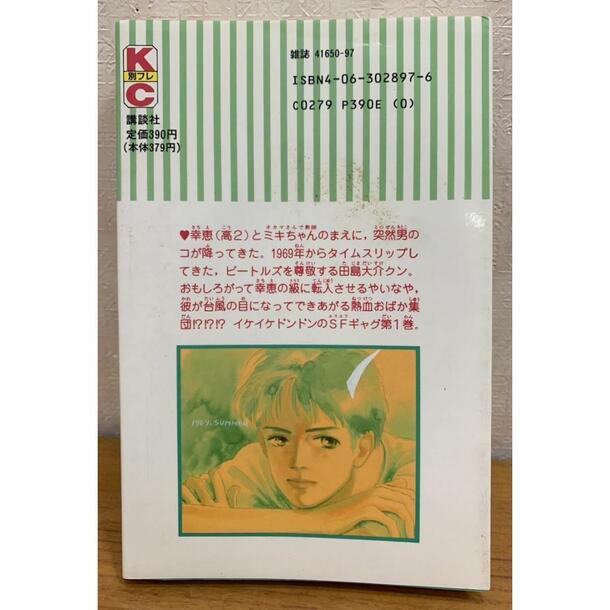 K
別フレ
C
講談社
定価390円
(本体379円)
雑誌 41650-97
ISBN4-06-302897-6
C0279 P390E (0)
♥幸恵(高2)とミキちゃんのまえに，突然男の
コが降ってきた。1969年からタイムスリップし
てきた，ビートルズを尊敬する田島大介クン。
おもしろがって幸恵の級に転入させるやいなや，
彼が台風の目になってできあがる熱血おばか集
団!?!?!? イケイケドンドンのSFギャグ第1巻。
1969. SUMMER